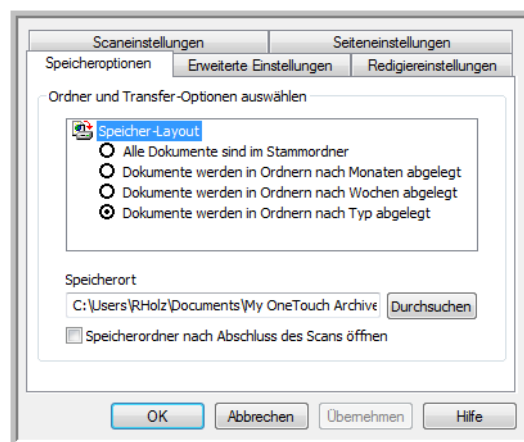 Scaneinstellungen Seiteneinstellungen
Speicheroptionen Erweiterte Einstellungen Redigiereinstellungen
Ordner und Transfer-Optionen auswählen
Speicher-Layout
Alle Dokumente sind im Stammordner
Dokumente werden in Ordnern nach Monaten abgelegt
Dokumente werden in Ordnern nach Wochen abgelegt
Dokumente werden in Ordnern nach Typ abgelegt
Speicherort
C:\Users\RHolz\Documents\My OneTouch Archive Durchsuchen
Speicherordner nach Abschluss des Scans öffnen
OK Abbrechen Übernehmen Hilfe